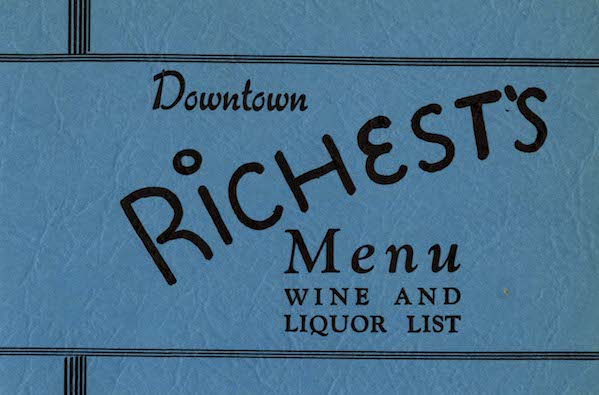 Downtown
RiCHEST'S
Menu
WINE AND
LIQUOR LIST